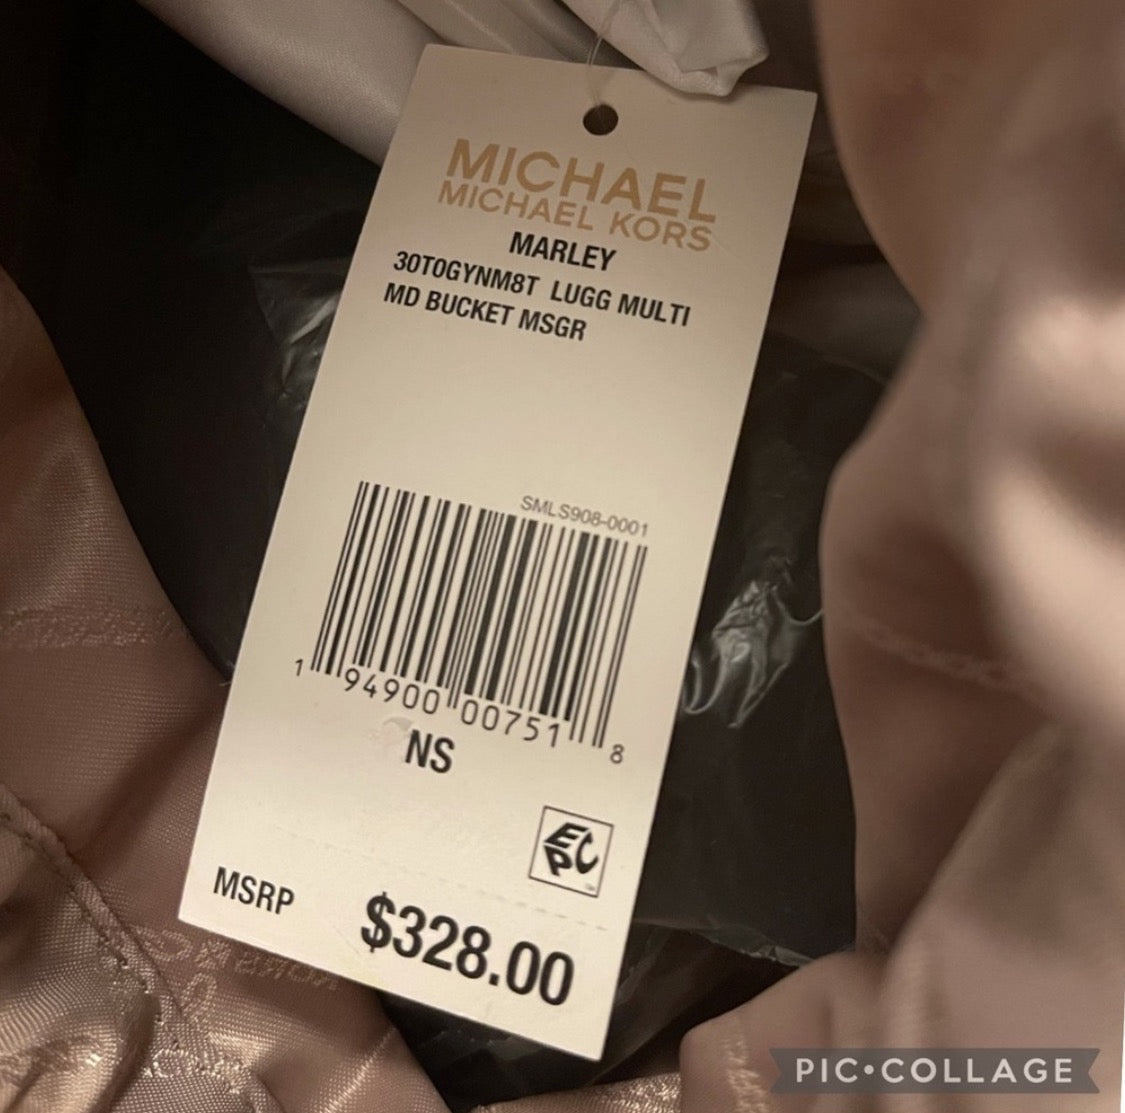 MICHAEL
MICHAEL KORS
MARLEY
30T0GYNM8T LUGG MULTI
MD BUCKET MSGR
SMLS908-0001
1 94900 00751 8
NS
EPC
MSRP $328.00
PIC•COLLAGE